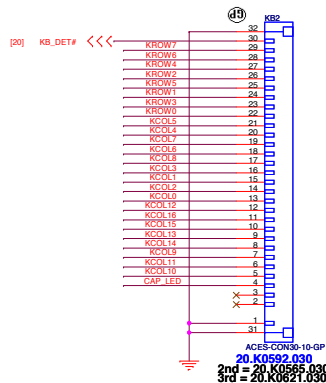 GP
KB2
32
[20] KB_DET# 30
KROW7 29
KROW6 28
KROW4 27
KROW2 26
KROW5 25
KROW1 24
KROW3 23
KROW0 22
KCOL5 21
KCOL4 20
KCOL7 19
KCOL6 18
KCOL8 17
KCOL3 16
KCOL1 15
KCOL2 14
KCOL0 13
KCOL12 12
KCOL16 11
KCOL15 10
KCOL13 9
KCOL14 8
KCOL9 7
KCOL11 6
KCOL10 5
CAP_LED 4
3
2
1
31
ACES-CON30-10-GP
20.K0592.030
2nd = 20.K0565.030
3rd = 20.K0621.030